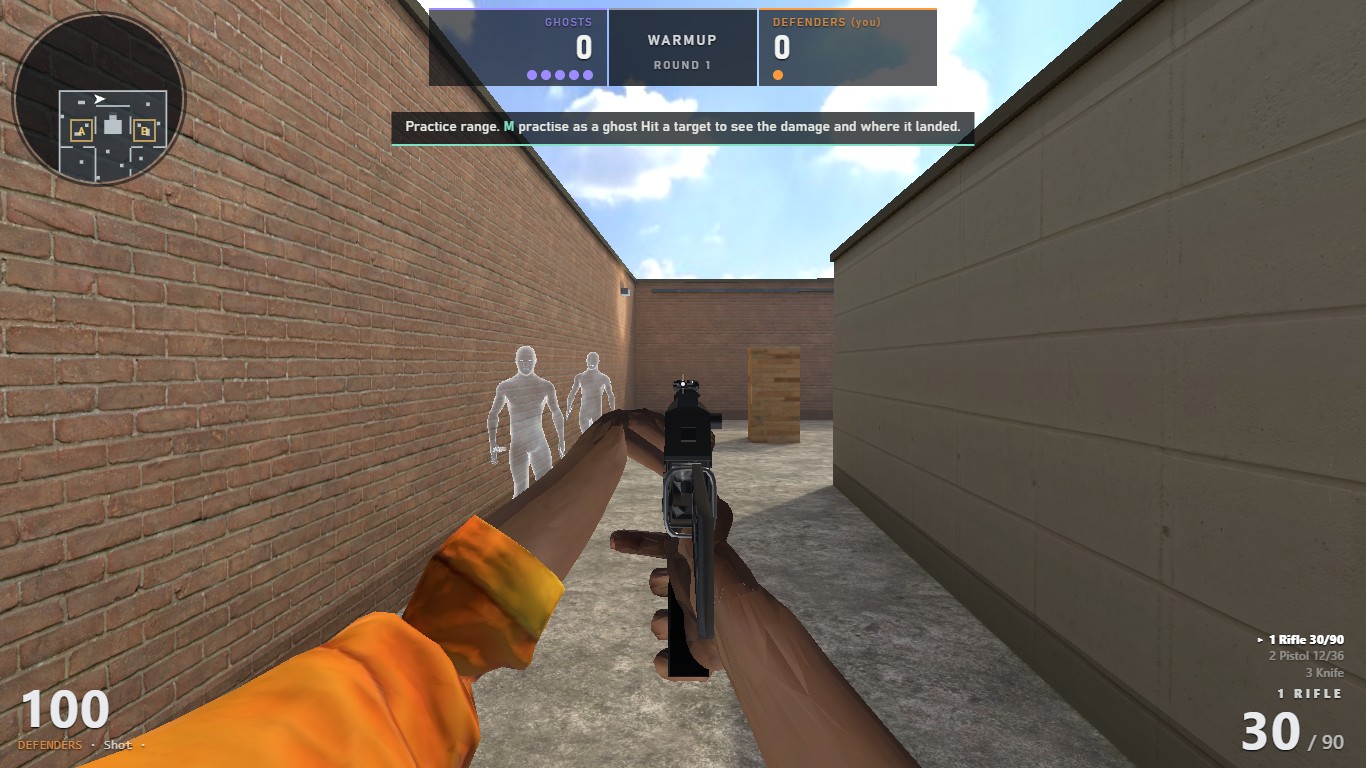 GHOSTS
0
WARMUP
ROUND 1
DEFENDERS (you)
0
Practice range. M practise as a ghost Hit a target to see the damage and where it landed.
A
B
1 Rifle 30/90
2 Pistol 12/36
3 Knife
1 RIFLE
30 / 90
100
DEFENDERS · Shot ·